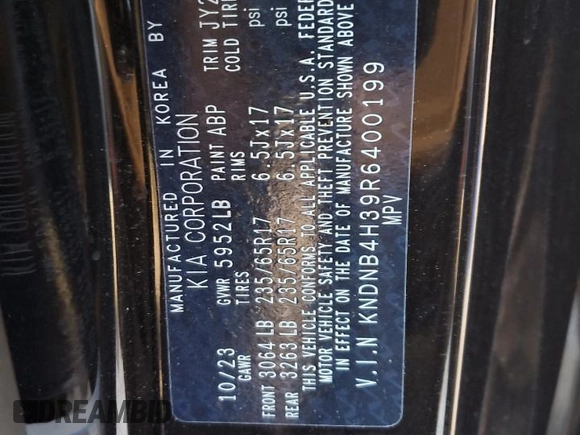 MANUFACTURED IN KOREA BY
KIA CORPORATION
10/23 GVWR 5952LB PAINT ABP TRIM JY2
GAWR TIRES RIMS COLD TIRE
FRONT 3064 LB 235/65R17 6.5Jx17 psi
REAR 3263 LB 235/65R17 6.5Jx17 psi
THIS VEHICLE CONFORMS TO ALL APPLICABLE U.S.A. FEDER
MOTOR VEHICLE SAFETY AND THEFT PREVENTION STANDARD
IN EFFECT ON THE DATE OF MANUFACTURE SHOWN ABOVE
V.I.N KNDNB4H39R6400199
MPV
DREAMBID